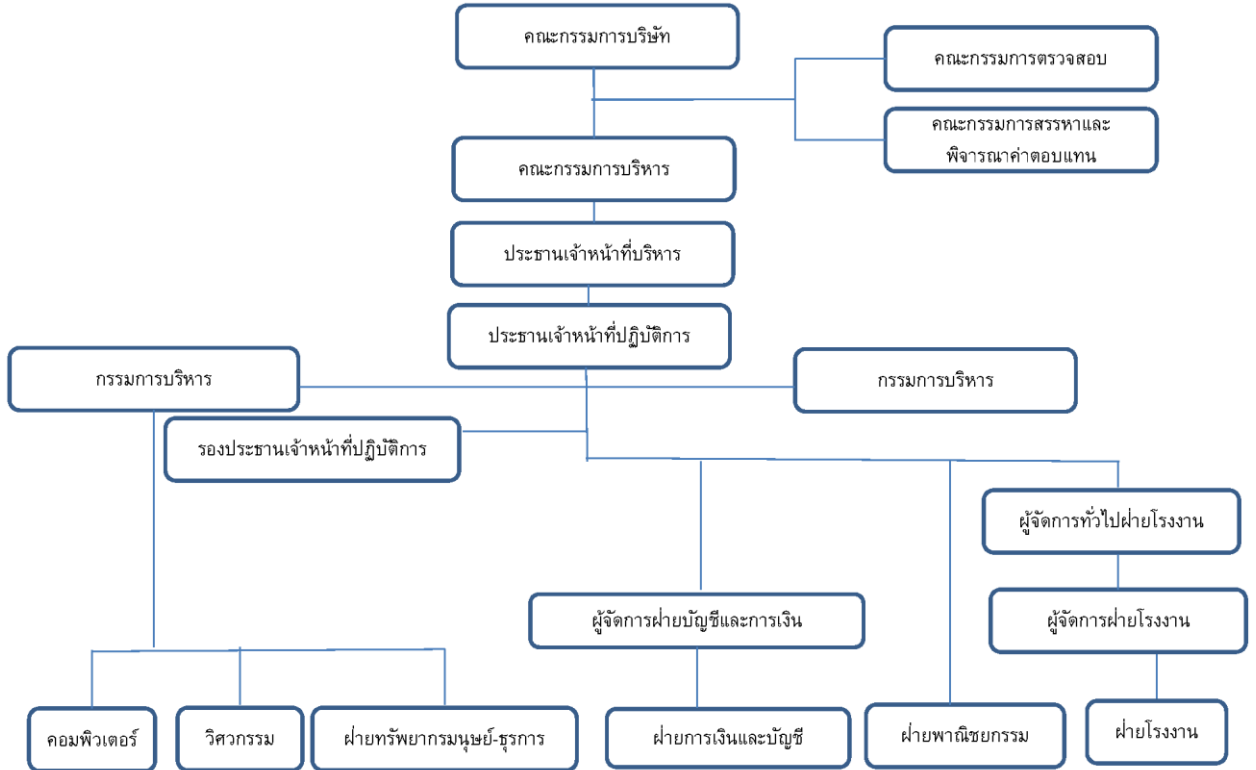 คณะกรรมการบริษัท
คณะกรรมการตรวจสอบ
คณะกรรมการสรรหาและ
พิจารณาค่าตอบแทน
คณะกรรมการบริหาร
ประธานเจ้าหน้าที่บริหาร
ประธานเจ้าหน้าที่ปฏิบัติการ
กรรมการบริหาร
กรรมการบริหาร
รองประธานเจ้าหน้าที่ปฏิบัติการ
ผู้จัดการทั่วไปฝ่ายโรงงาน
ผู้จัดการฝ่ายบัญชีและการเงิน
ผู้จัดการฝ่ายโรงงาน
คอมพิวเตอร์
วิศวกรรม
ฝ่ายทรัพยากรมนุษย์-ธุรการ
ฝ่ายการเงินและบัญชี
ฝ่ายพาณิชยกรรม
ฝ่ายโรงงาน